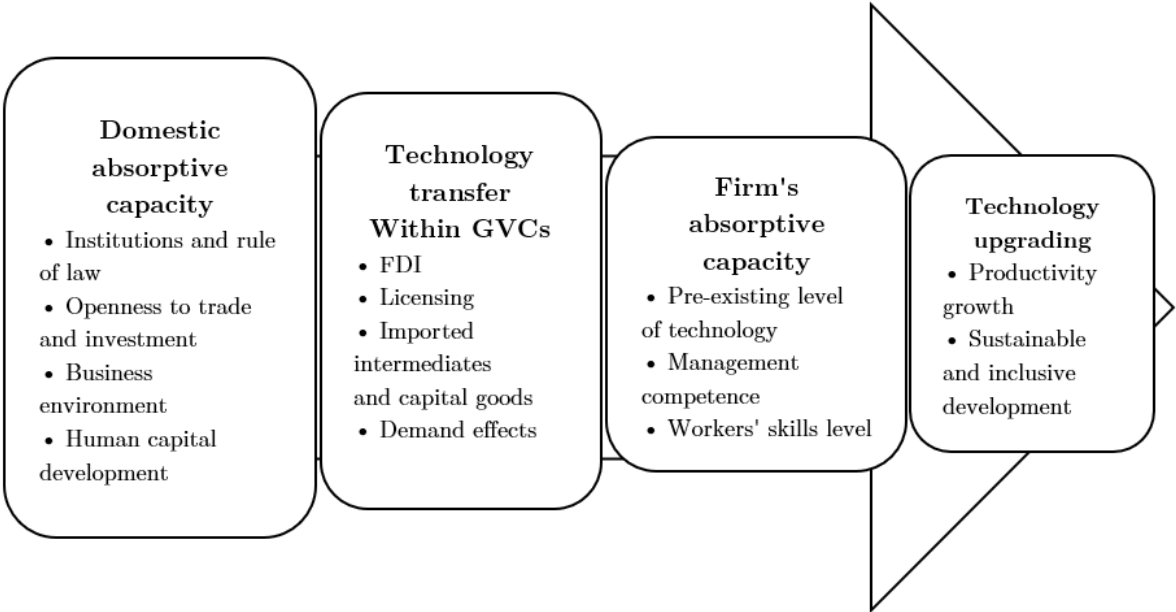 Domestic
absorptive
capacity
• Institutions and rule
of law
• Openness to trade
and investment
• Business
environment
• Human capital
development
Technology
transfer
Within GVCs
• FDI
• Licensing
• Imported
intermediates
and capital goods
• Demand effects
Firm's
absorptive
capacity
• Pre-existing level
of technology
• Management
competence
• Workers' skills level
Technology
upgrading
• Productivity
growth
• Sustainable
and inclusive
development